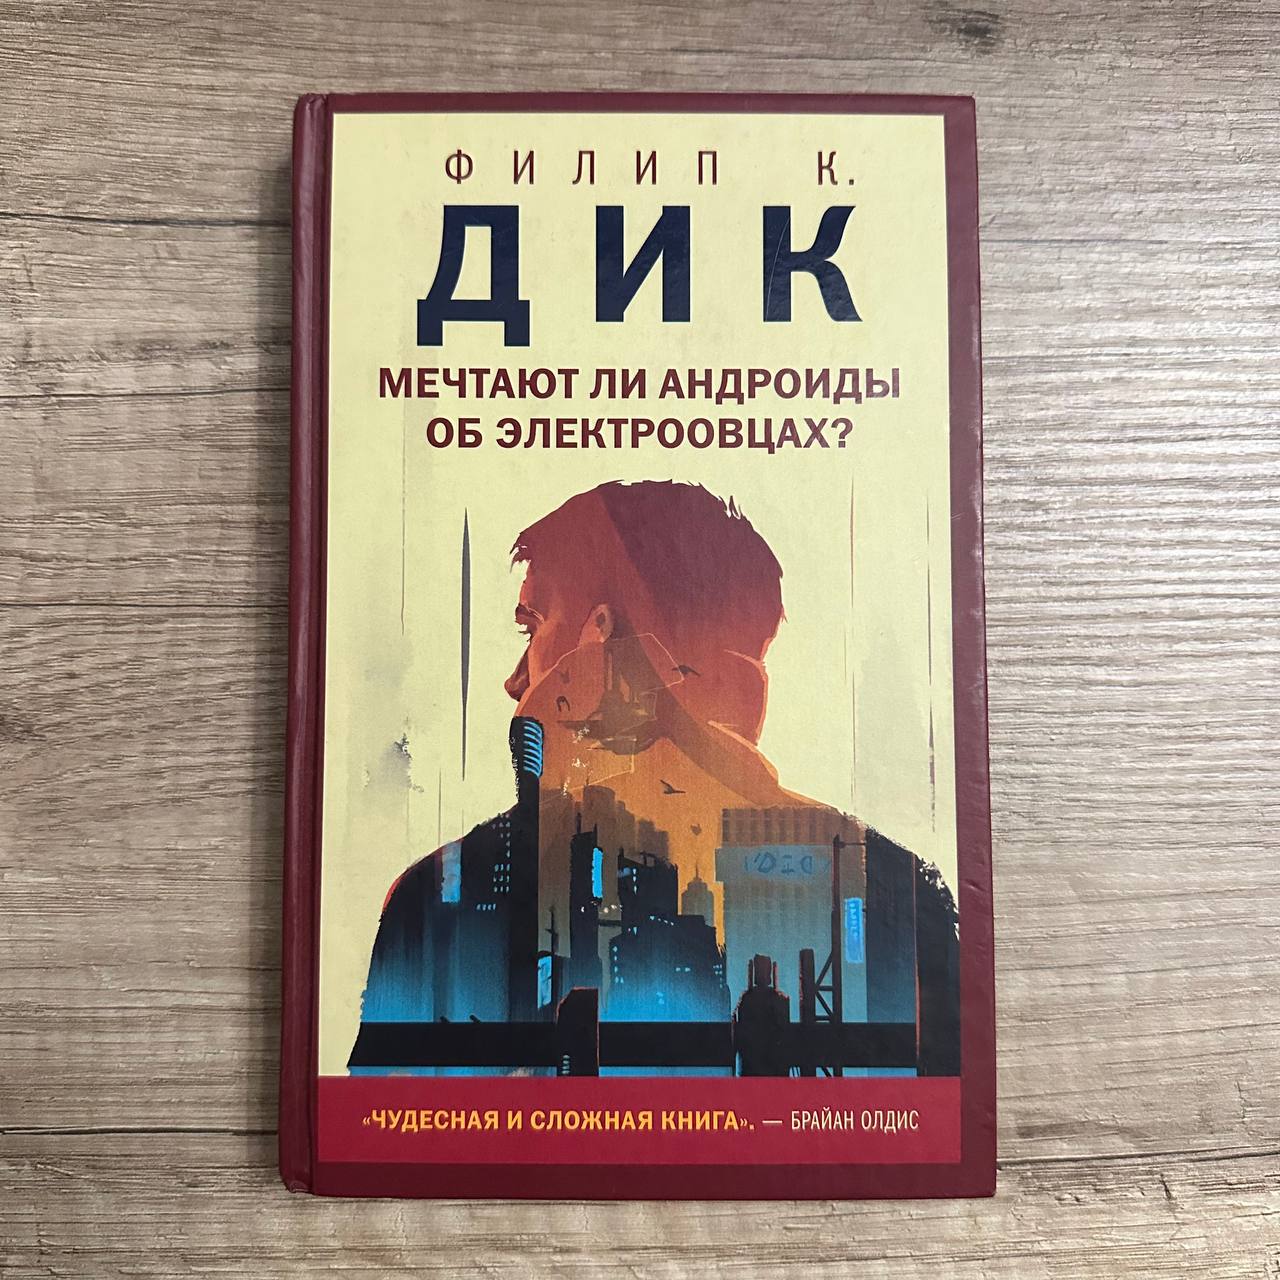 ФИЛИП К.
ДИК
МЕЧТАЮТ ЛИ АНДРОИДЫ
ОБ ЭЛЕКТРООВЦАХ?
«ЧУДЕСНАЯ И СЛОЖНАЯ КНИГА». — БРАЙАН ОЛДИС